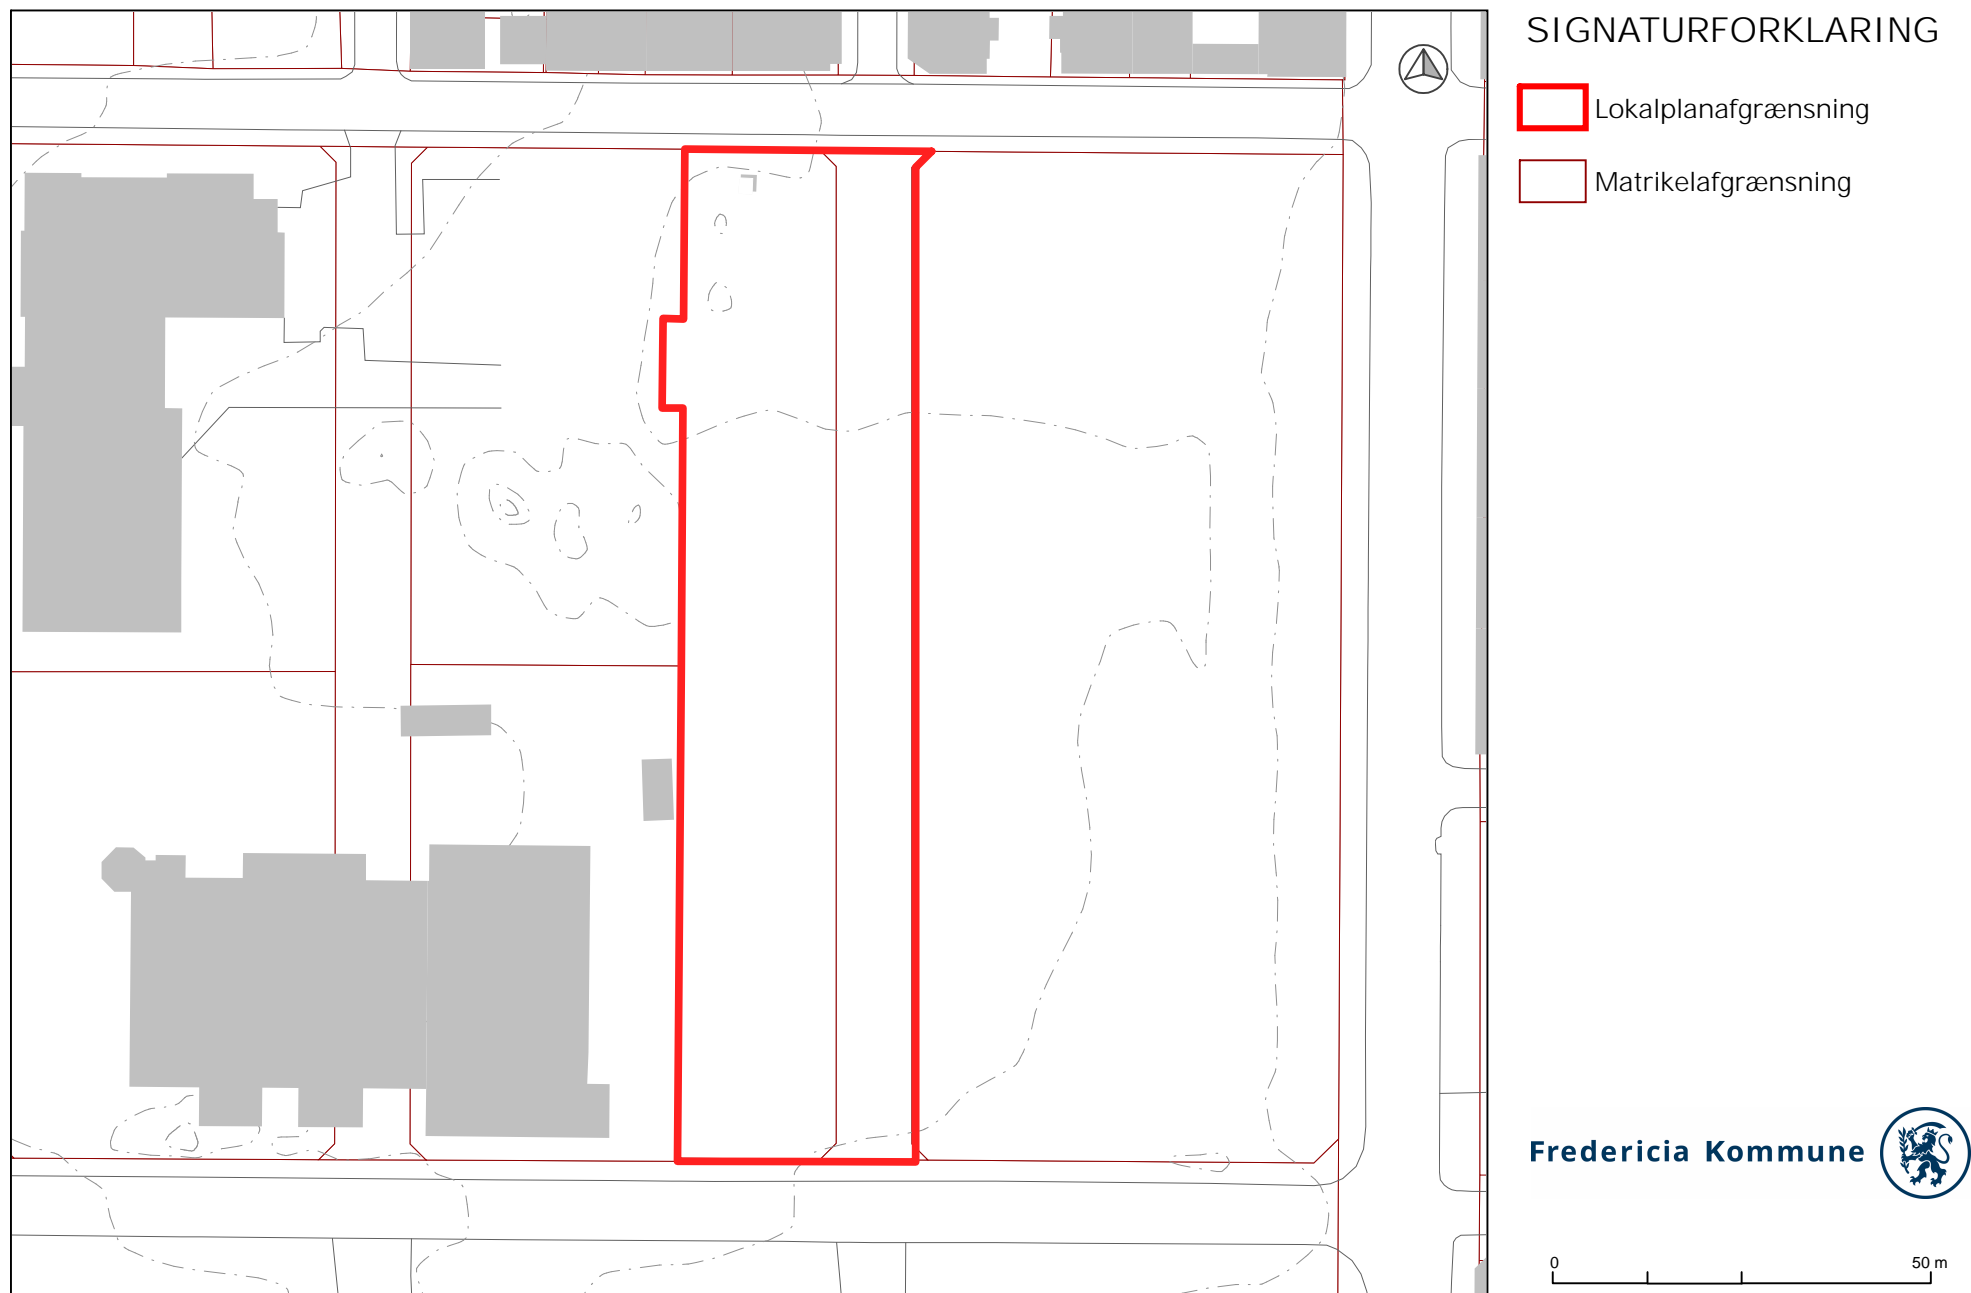 SIGNATURFORKLARING
Lokalplanafgrænsning
Matrikelafgrænsning
Fredericia Kommune
0 50 m